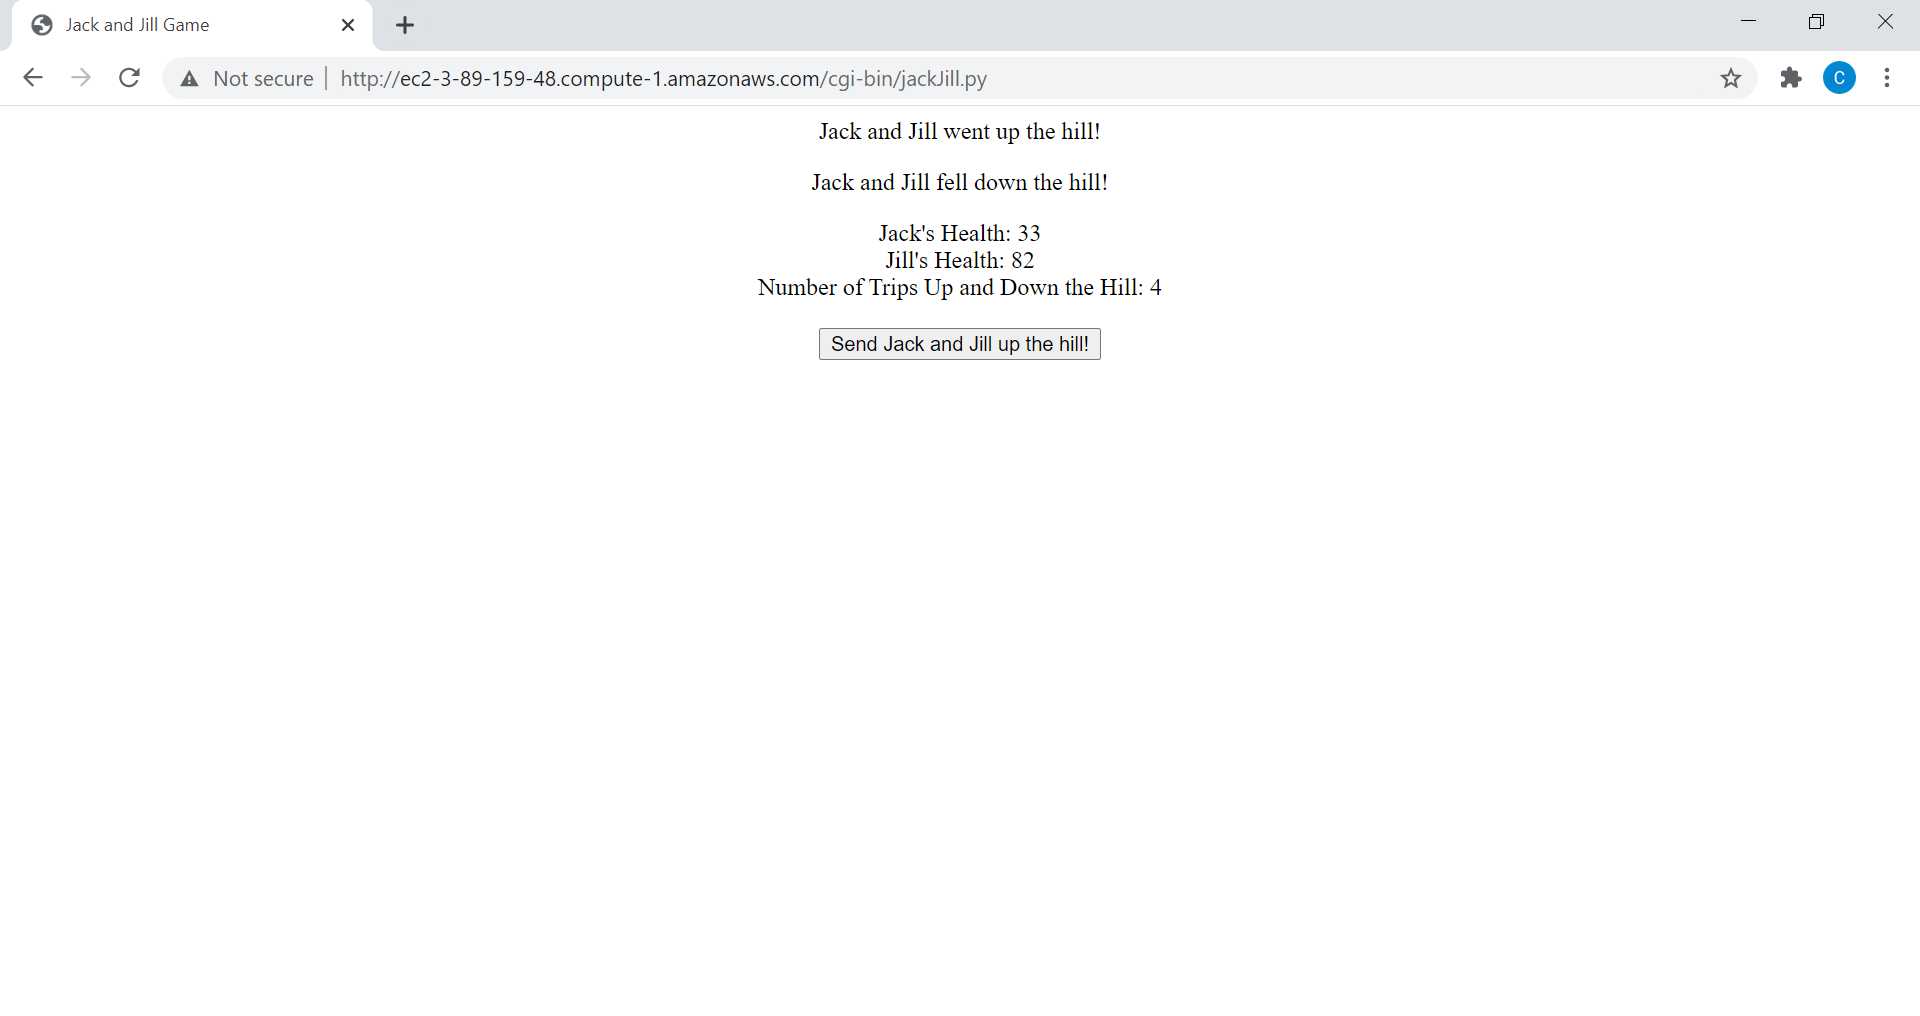 Jack and Jill Game
Not secure | http://ec2-3-89-159-48.compute-1.amazonaws.com/cgi-bin/jackJill.py
C
Jack and Jill went up the hill!
Jack and Jill fell down the hill!
Jack's Health: 33
Jill's Health: 82
Number of Trips Up and Down the Hill: 4
Send Jack and Jill up the hill!